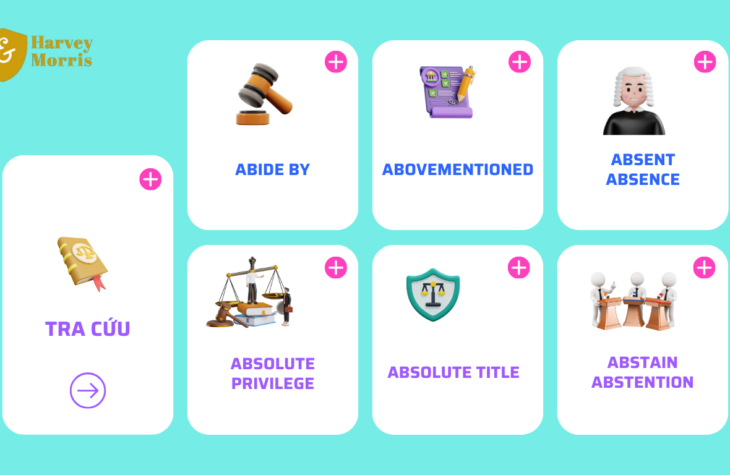 &
Harvey
Morris
ABIDE BY
ABOVEMENTIONED
ABSENT
ABSENCE
TRA CỨU
ABSOLUTE
PRIVILEGE
ABSOLUTE TITLE
ABSTAIN
ABSTENTION